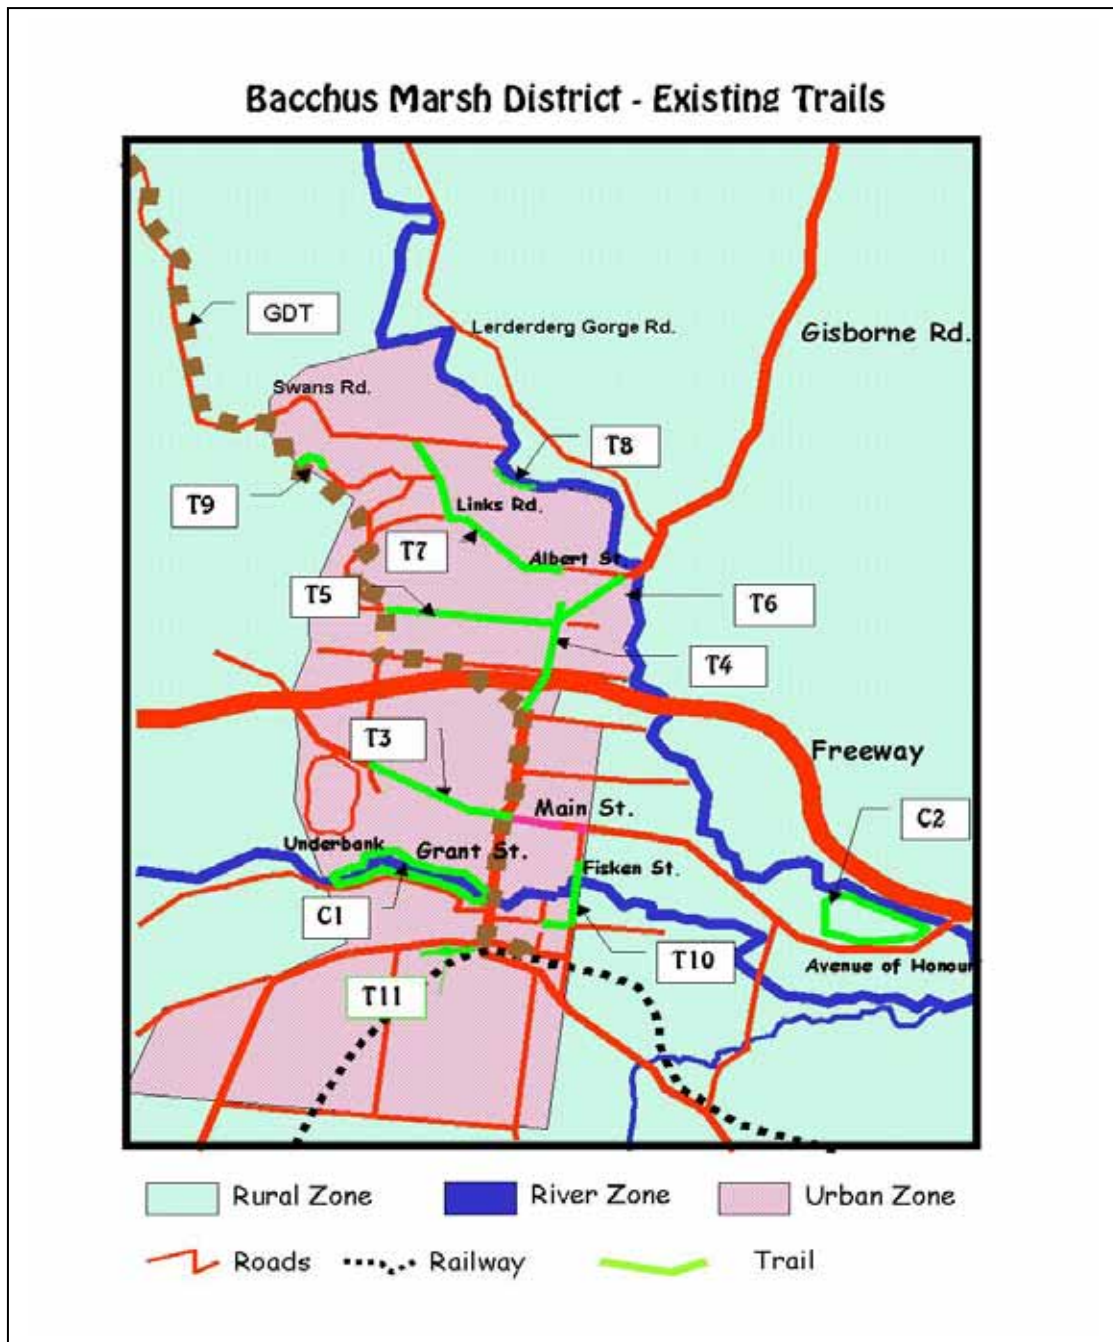 Bacchus Marsh District - Existing Trails
GDT
Lerderderg Gorge Rd.
Gisborne Rd.
Swans Rd.
T8
T9
Links Rd.
T7
Albert St.
T5
T6
T4
T3
Freeway
Main St.
C2
Underbank
Grant St.
Fisken St.
C1
T10
Avenue of Honour
T11
Rural Zone
River Zone
Urban Zone
Roads
Railway
Trail